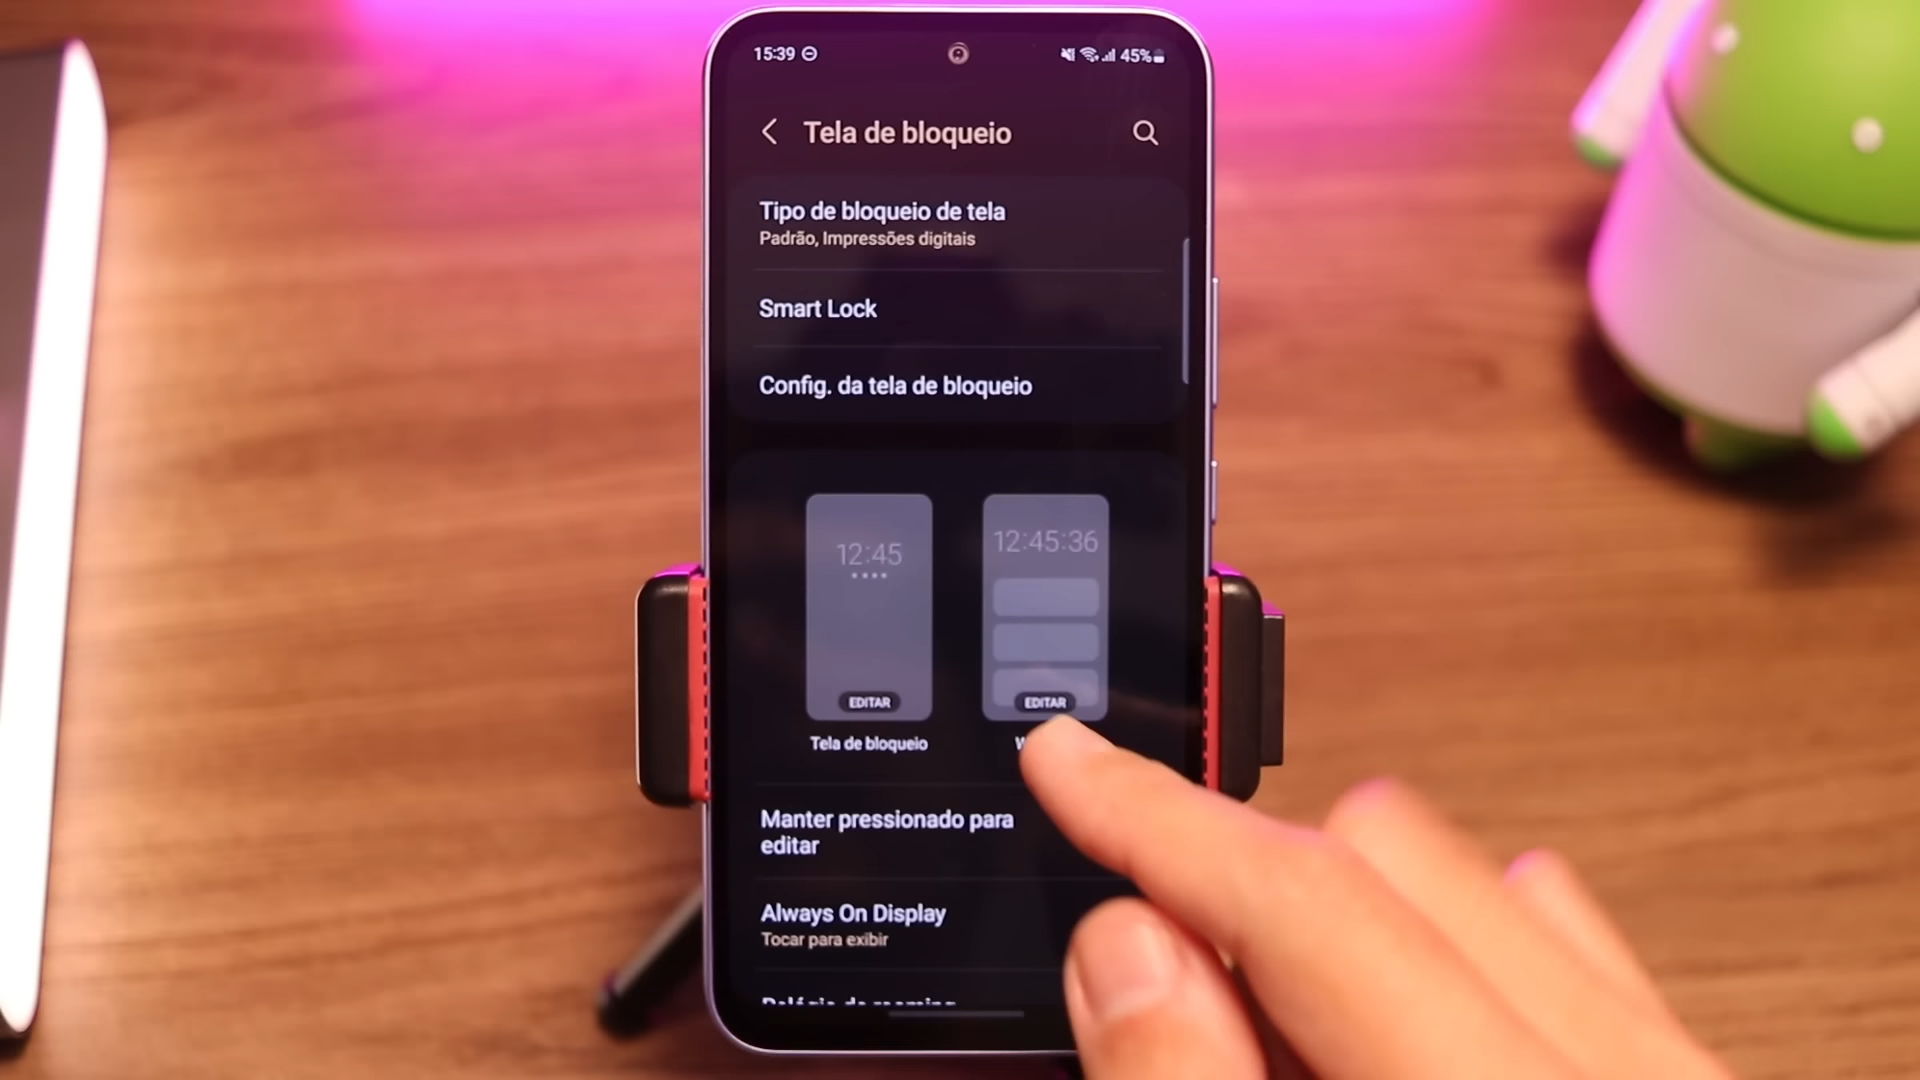 15:39
45%
Tela de bloqueio
Tipo de bloqueio de tela
Padrão, Impressões digitais
Smart Lock
Config. da tela de bloqueio
12:45
12:45:36
EDITAR
EDITAR
Tela de bloqueio
Manter pressionado para
editar
Always On Display
Tocar para exibir